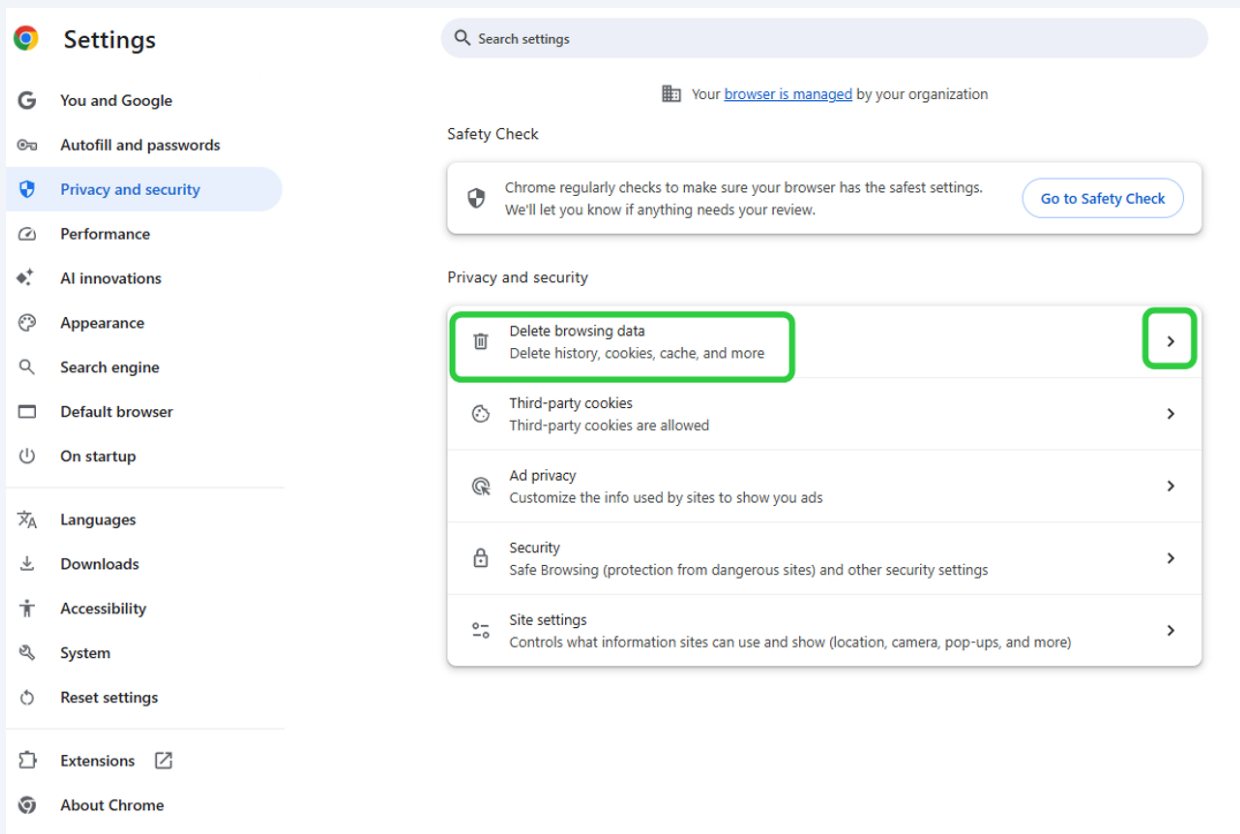 Settings
Search settings
You and Google
Autofill and passwords
Privacy and security
Performance
AI innovations
Appearance
Search engine
Default browser
On startup
Languages
Downloads
Accessibility
System
Reset settings
Extensions
About Chrome
Your browser is managed by your organization
Safety Check
Chrome regularly checks to make sure your browser has the safest settings.
We'll let you know if anything needs your review.
Go to Safety Check
Privacy and security
Delete browsing data
Delete history, cookies, cache, and more
Third-party cookies
Third-party cookies are allowed
Ad privacy
Customize the info used by sites to show you ads
Security
Safe Browsing (protection from dangerous sites) and other security settings
Site settings
Controls what information sites can use and show (location, camera, pop-ups, and more)